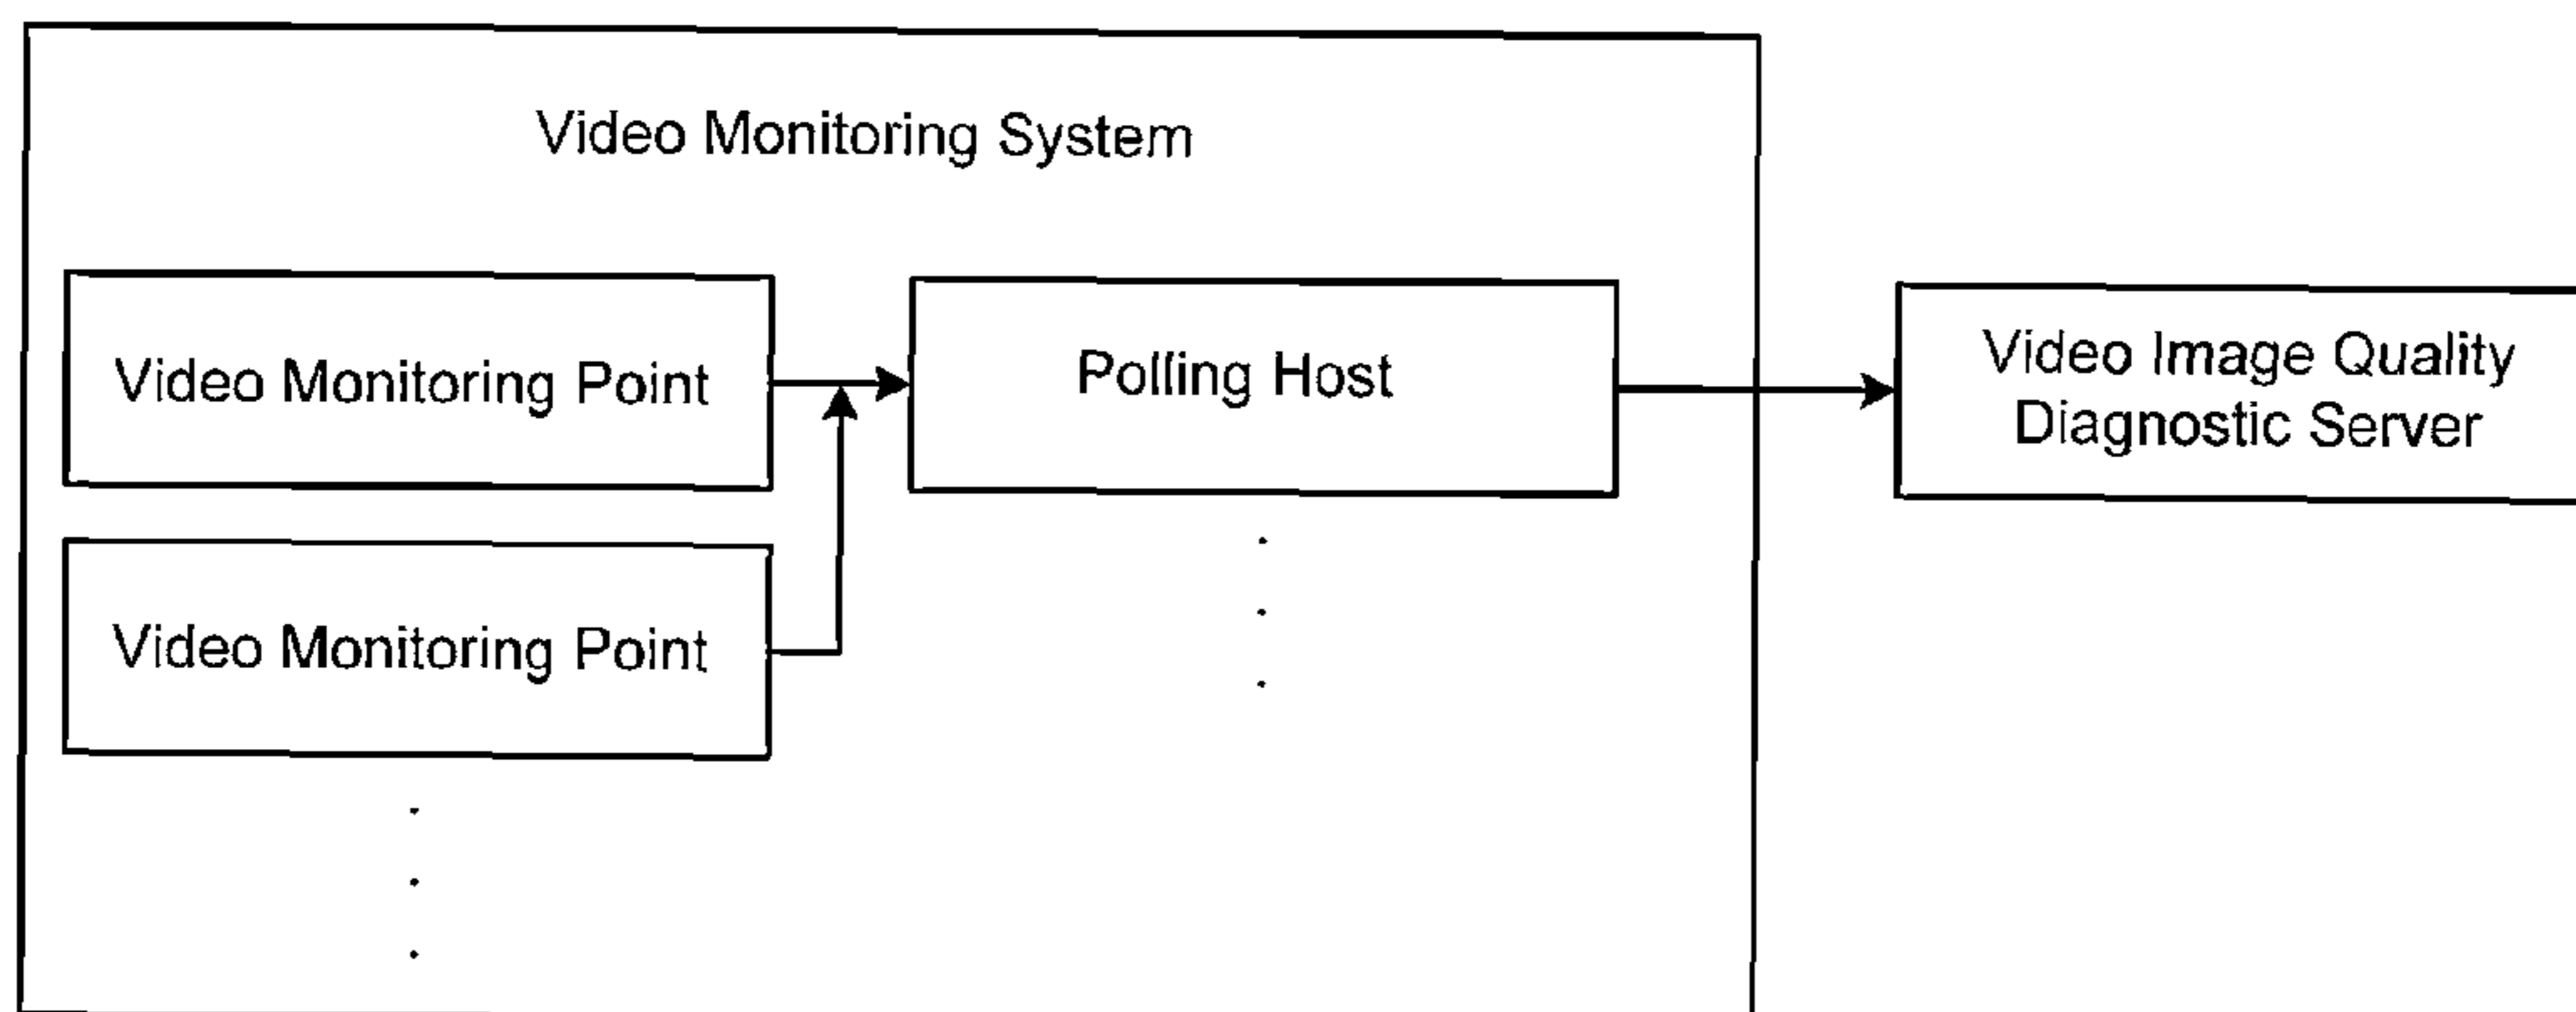 Video Monitoring System
Video Monitoring Point
Polling Host
Video Image Quality
Diagnostic Server
Video Monitoring Point